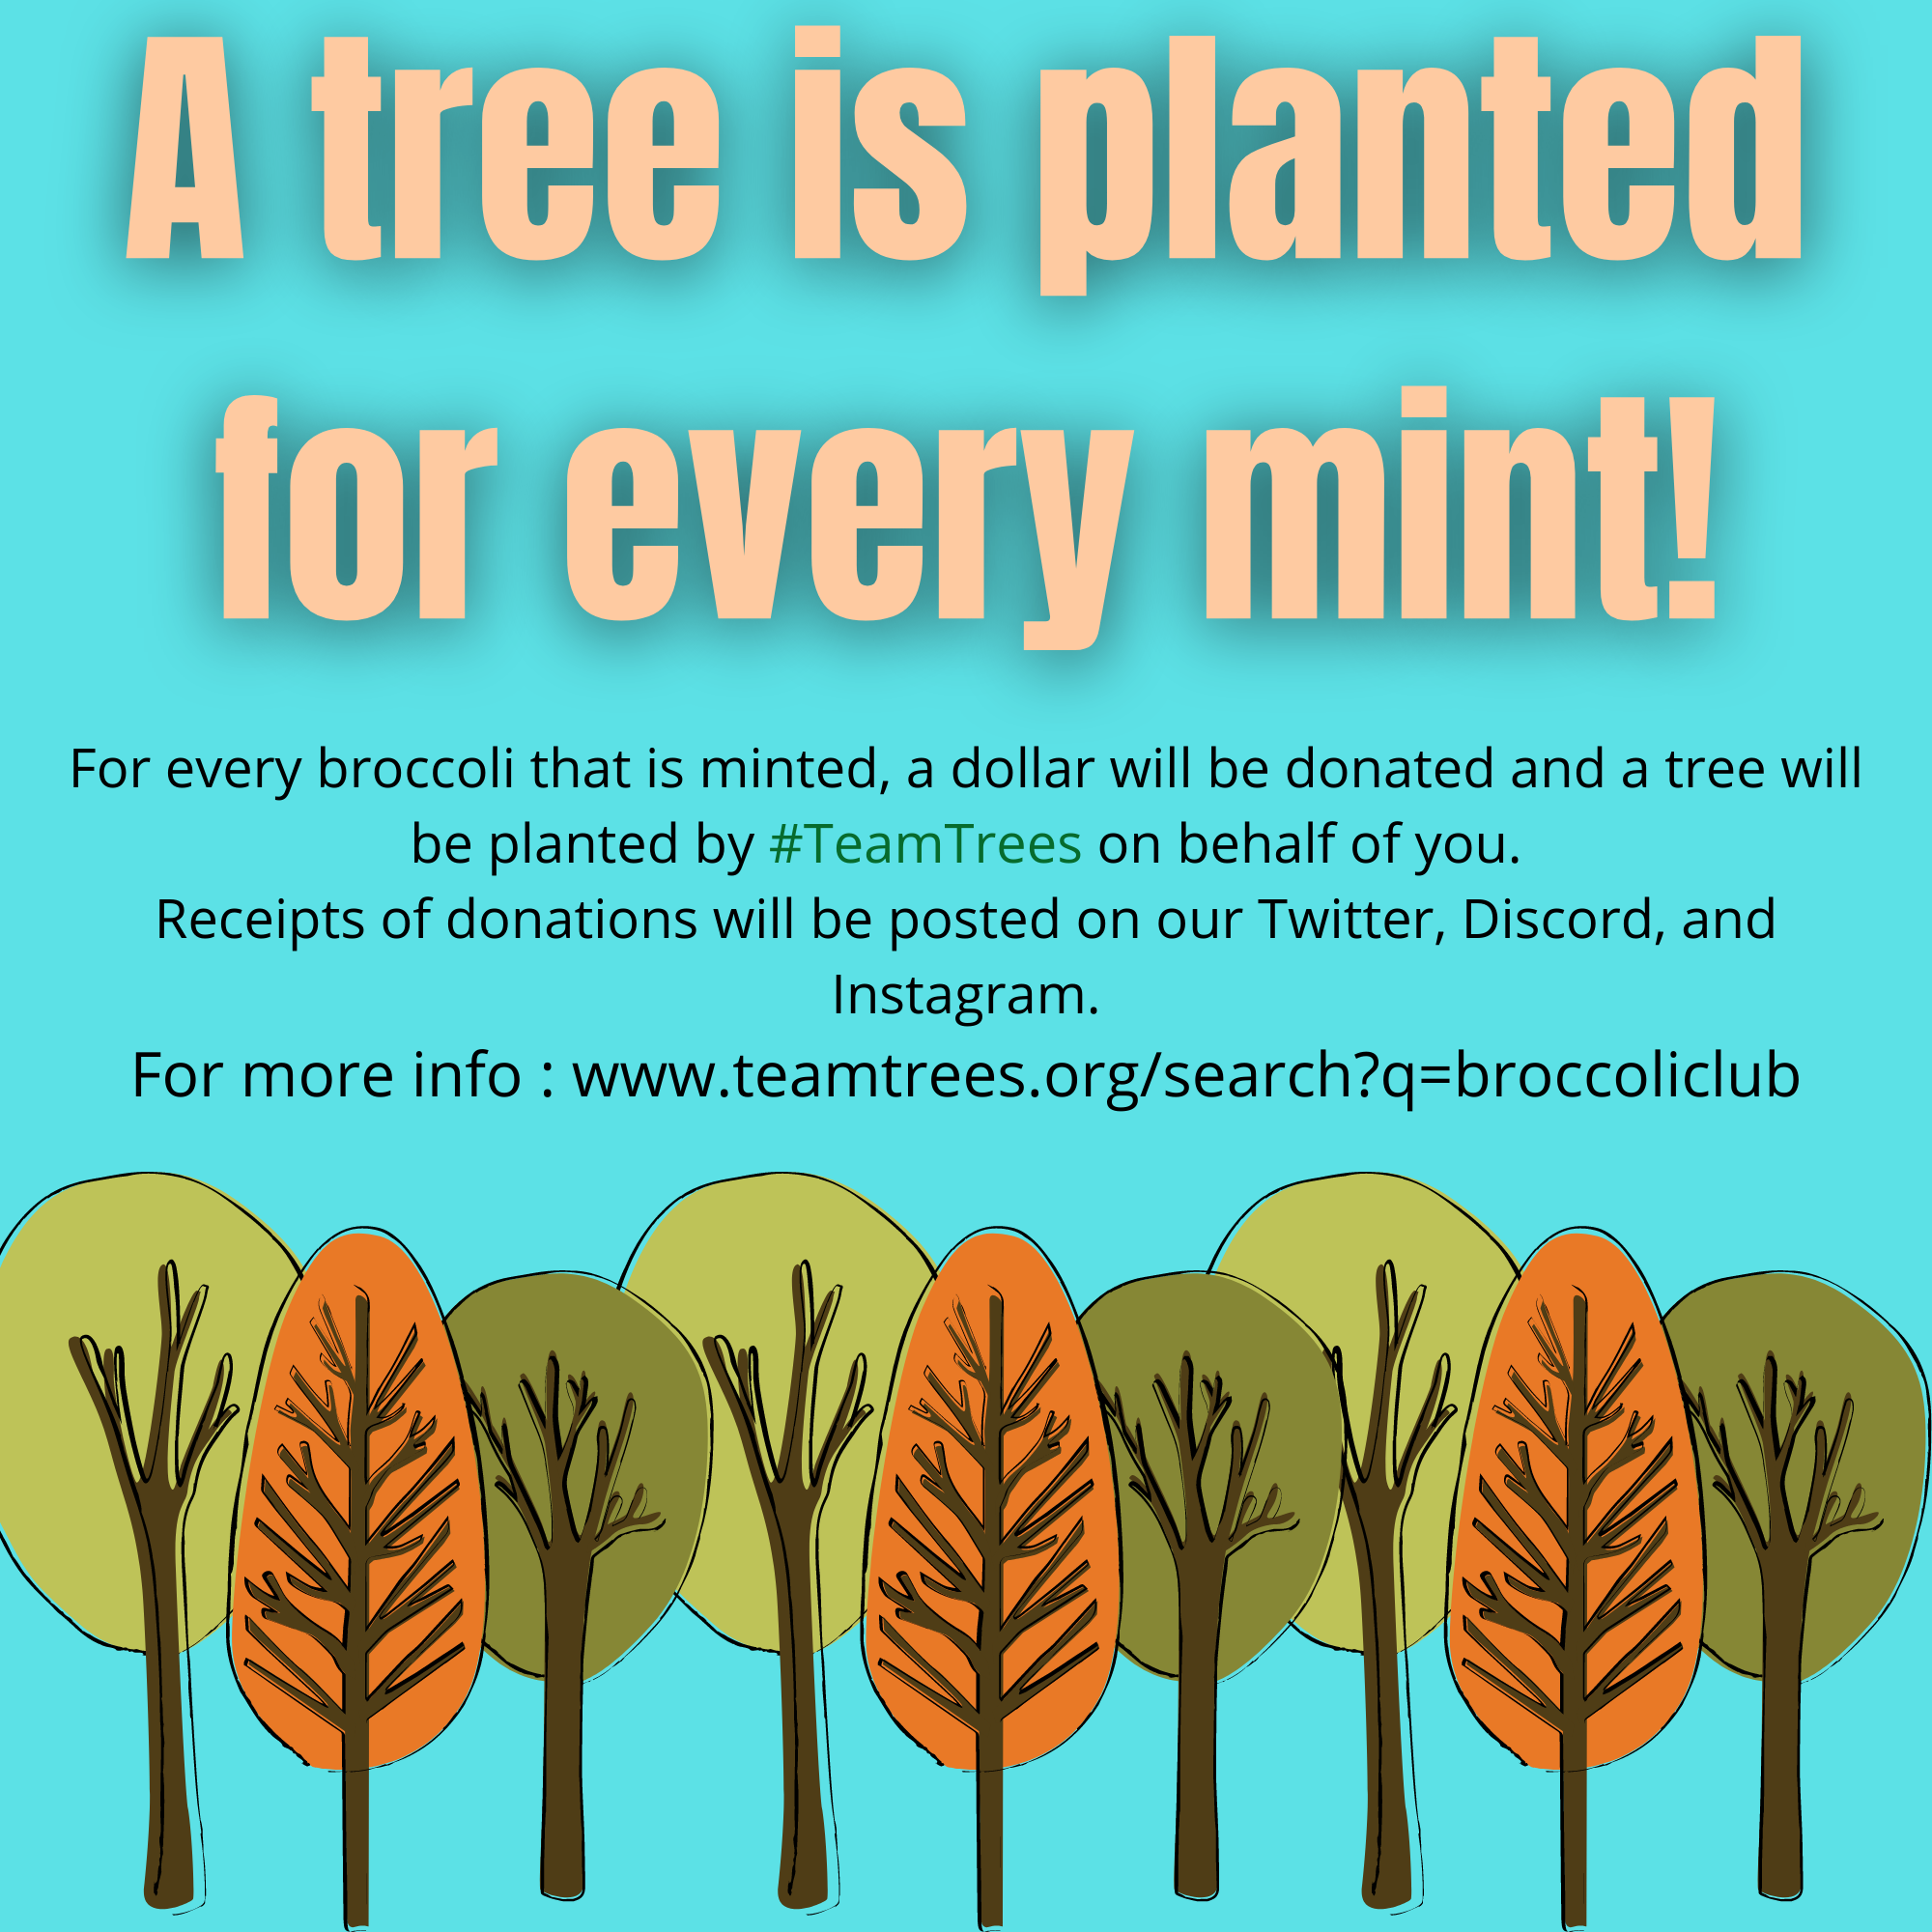 A tree is planted
for every mint!
For every broccoli that is minted, a dollar will be donated and a tree will
be planted by #TeamTrees on behalf of you.
Receipts of donations will be posted on our Twitter, Discord, and
Instagram.
For more info : www.teamtrees.org/search?q=broccoliclub